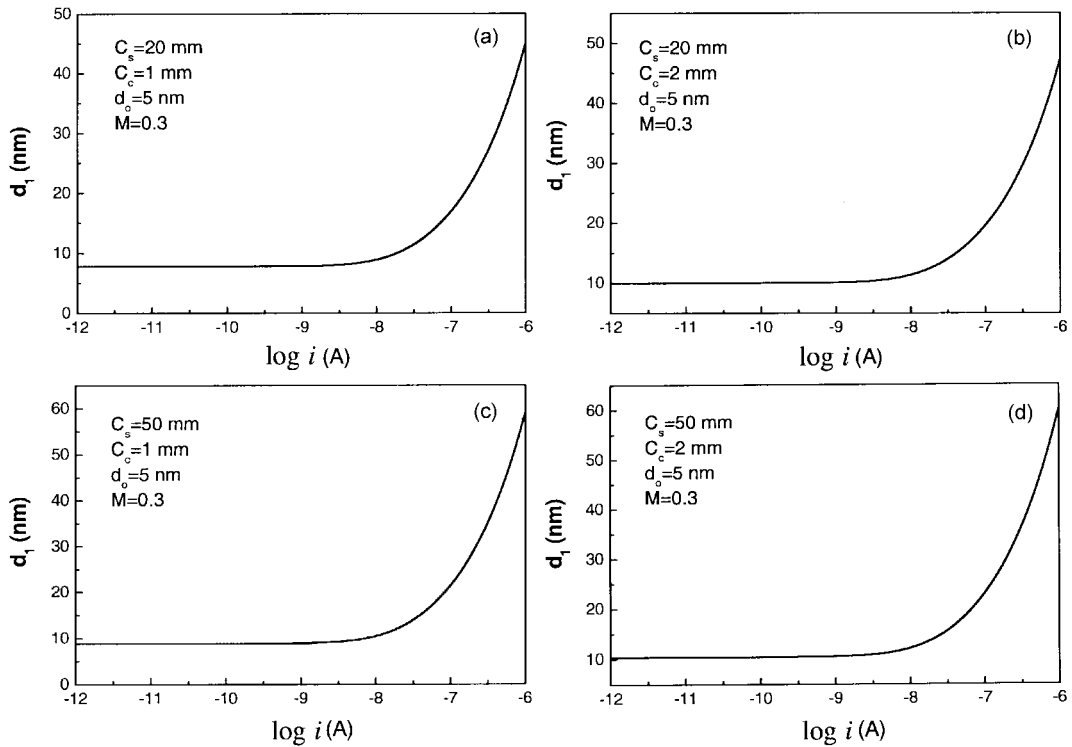 (a)
C_s=20 mm
C_c=1 mm
d_o=5 nm
M=0.3
50
40
30
20
10
0
d_1 (nm)
-12 -11 -10 -9 -8 -7 -6
log i (A)
(b)
C_s=20 mm
C_c=2 mm
d_o=5 nm
M=0.3
50
40
30
20
10
d_1 (nm)
-12 -11 -10 -9 -8 -7 -6
log i (A)
(c)
C_s=50 mm
C_c=1 mm
d_o=5 nm
M=0.3
60
50
40
30
20
10
0
d_1 (nm)
-12 -11 -10 -9 -8 -7 -6
log i (A)
(d)
C_s=50 mm
C_c=2 mm
d_o=5 nm
M=0.3
60
50
40
30
20
10
d_1 (nm)
-12 -11 -10 -9 -8 -7 -6
log i (A)